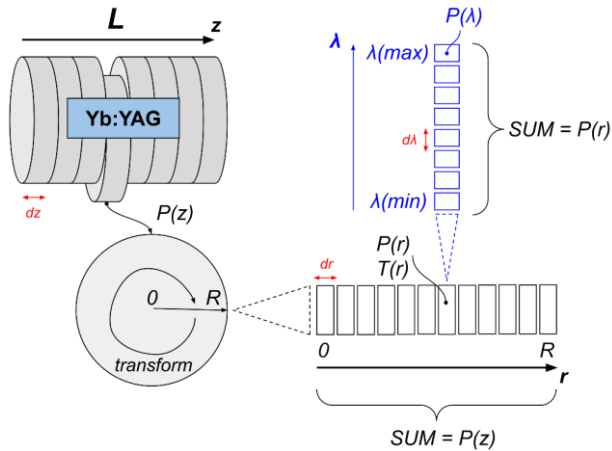 L
z
Yb:YAG
dz
P(z)
0
R
transform
λ
P(λ)
λ(max)
dλ
SUM = P(r)
λ(min)
P(r)
T(r)
dr
0
R
r
SUM = P(z)